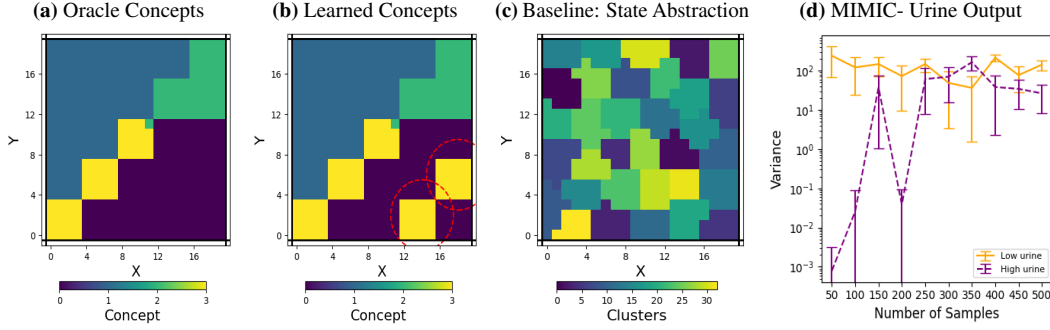 (a) Oracle Concepts
(b) Learned Concepts
(c) Baseline: State Abstraction
(d) MIMIC- Urine Output
16
12
8
4
0
Y
0 4 8 12 16
X
0 1 2 3
Concept
16
12
8
4
0
Y
0 4 8 12 16
X
0 1 2 3
Concept
16
12
8
4
0
Y
0 4 8 12 16
X
0 5 10 15 20 25 30
Clusters
10²
10¹
10⁰
10⁻¹
10⁻²
10⁻³
Variance
Low urine
High urine
50 100 150 200 250 300 350 400 450 500
Number of Samples